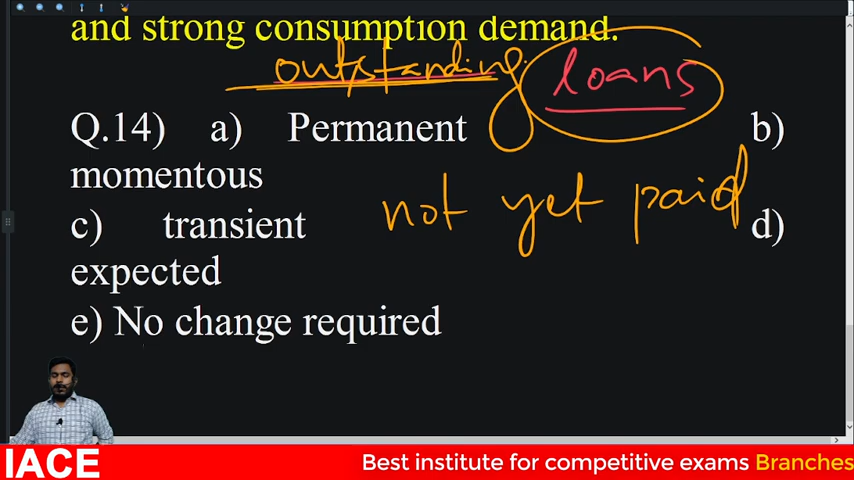 and strong consumption demand.
outstanding loans
Q.14) a) Permanent b)
momentous
not yet paid
c) transient d)
expected
e) No change required
IACE Best institute for competitive exams Branches